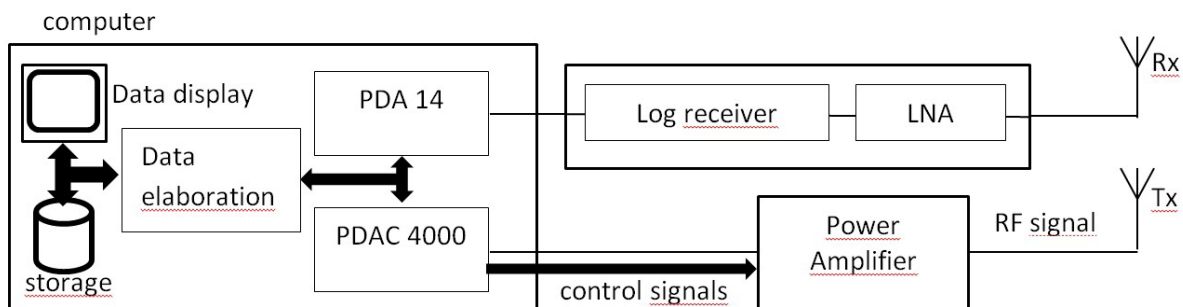 computer
Data display
PDA 14
Log receiver
LNA
Rx
Data
elaboration
PDAC 4000
storage
control signals
Power
Amplifier
RF signal
Tx